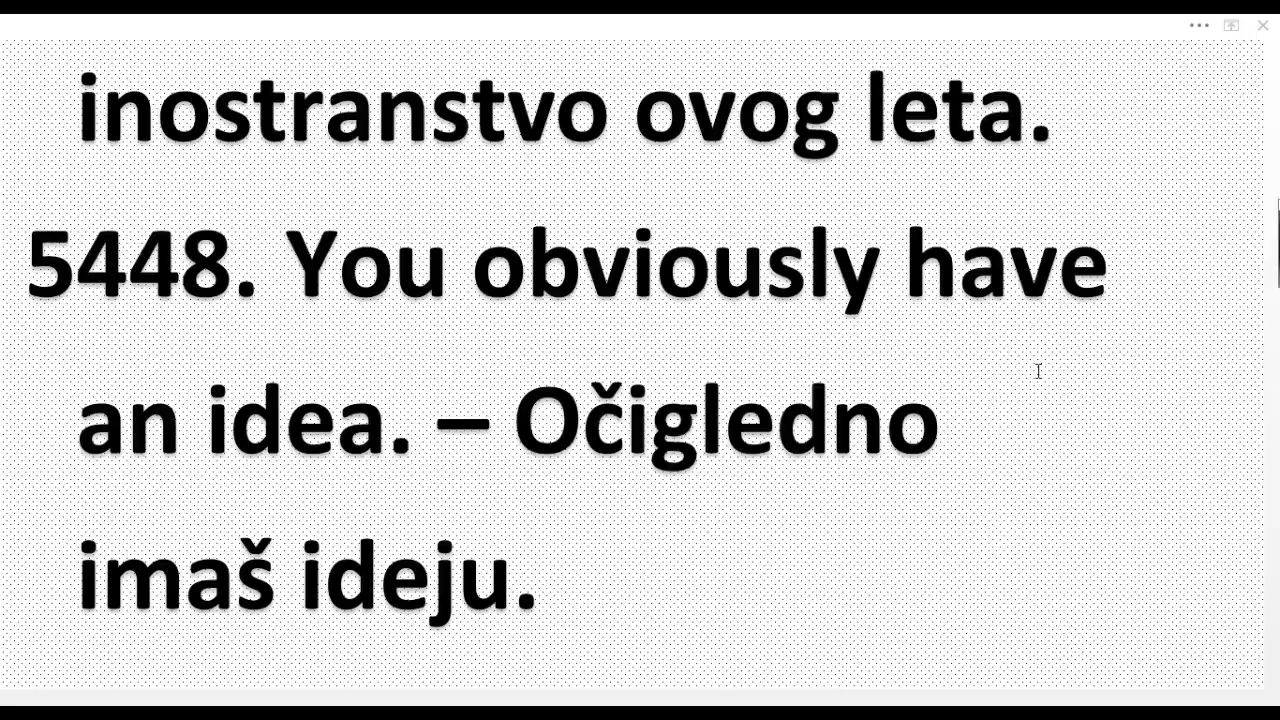 inostranstvo ovog leta.
5448. You obviously have
an idea. – Očigledno
imaš ideju.